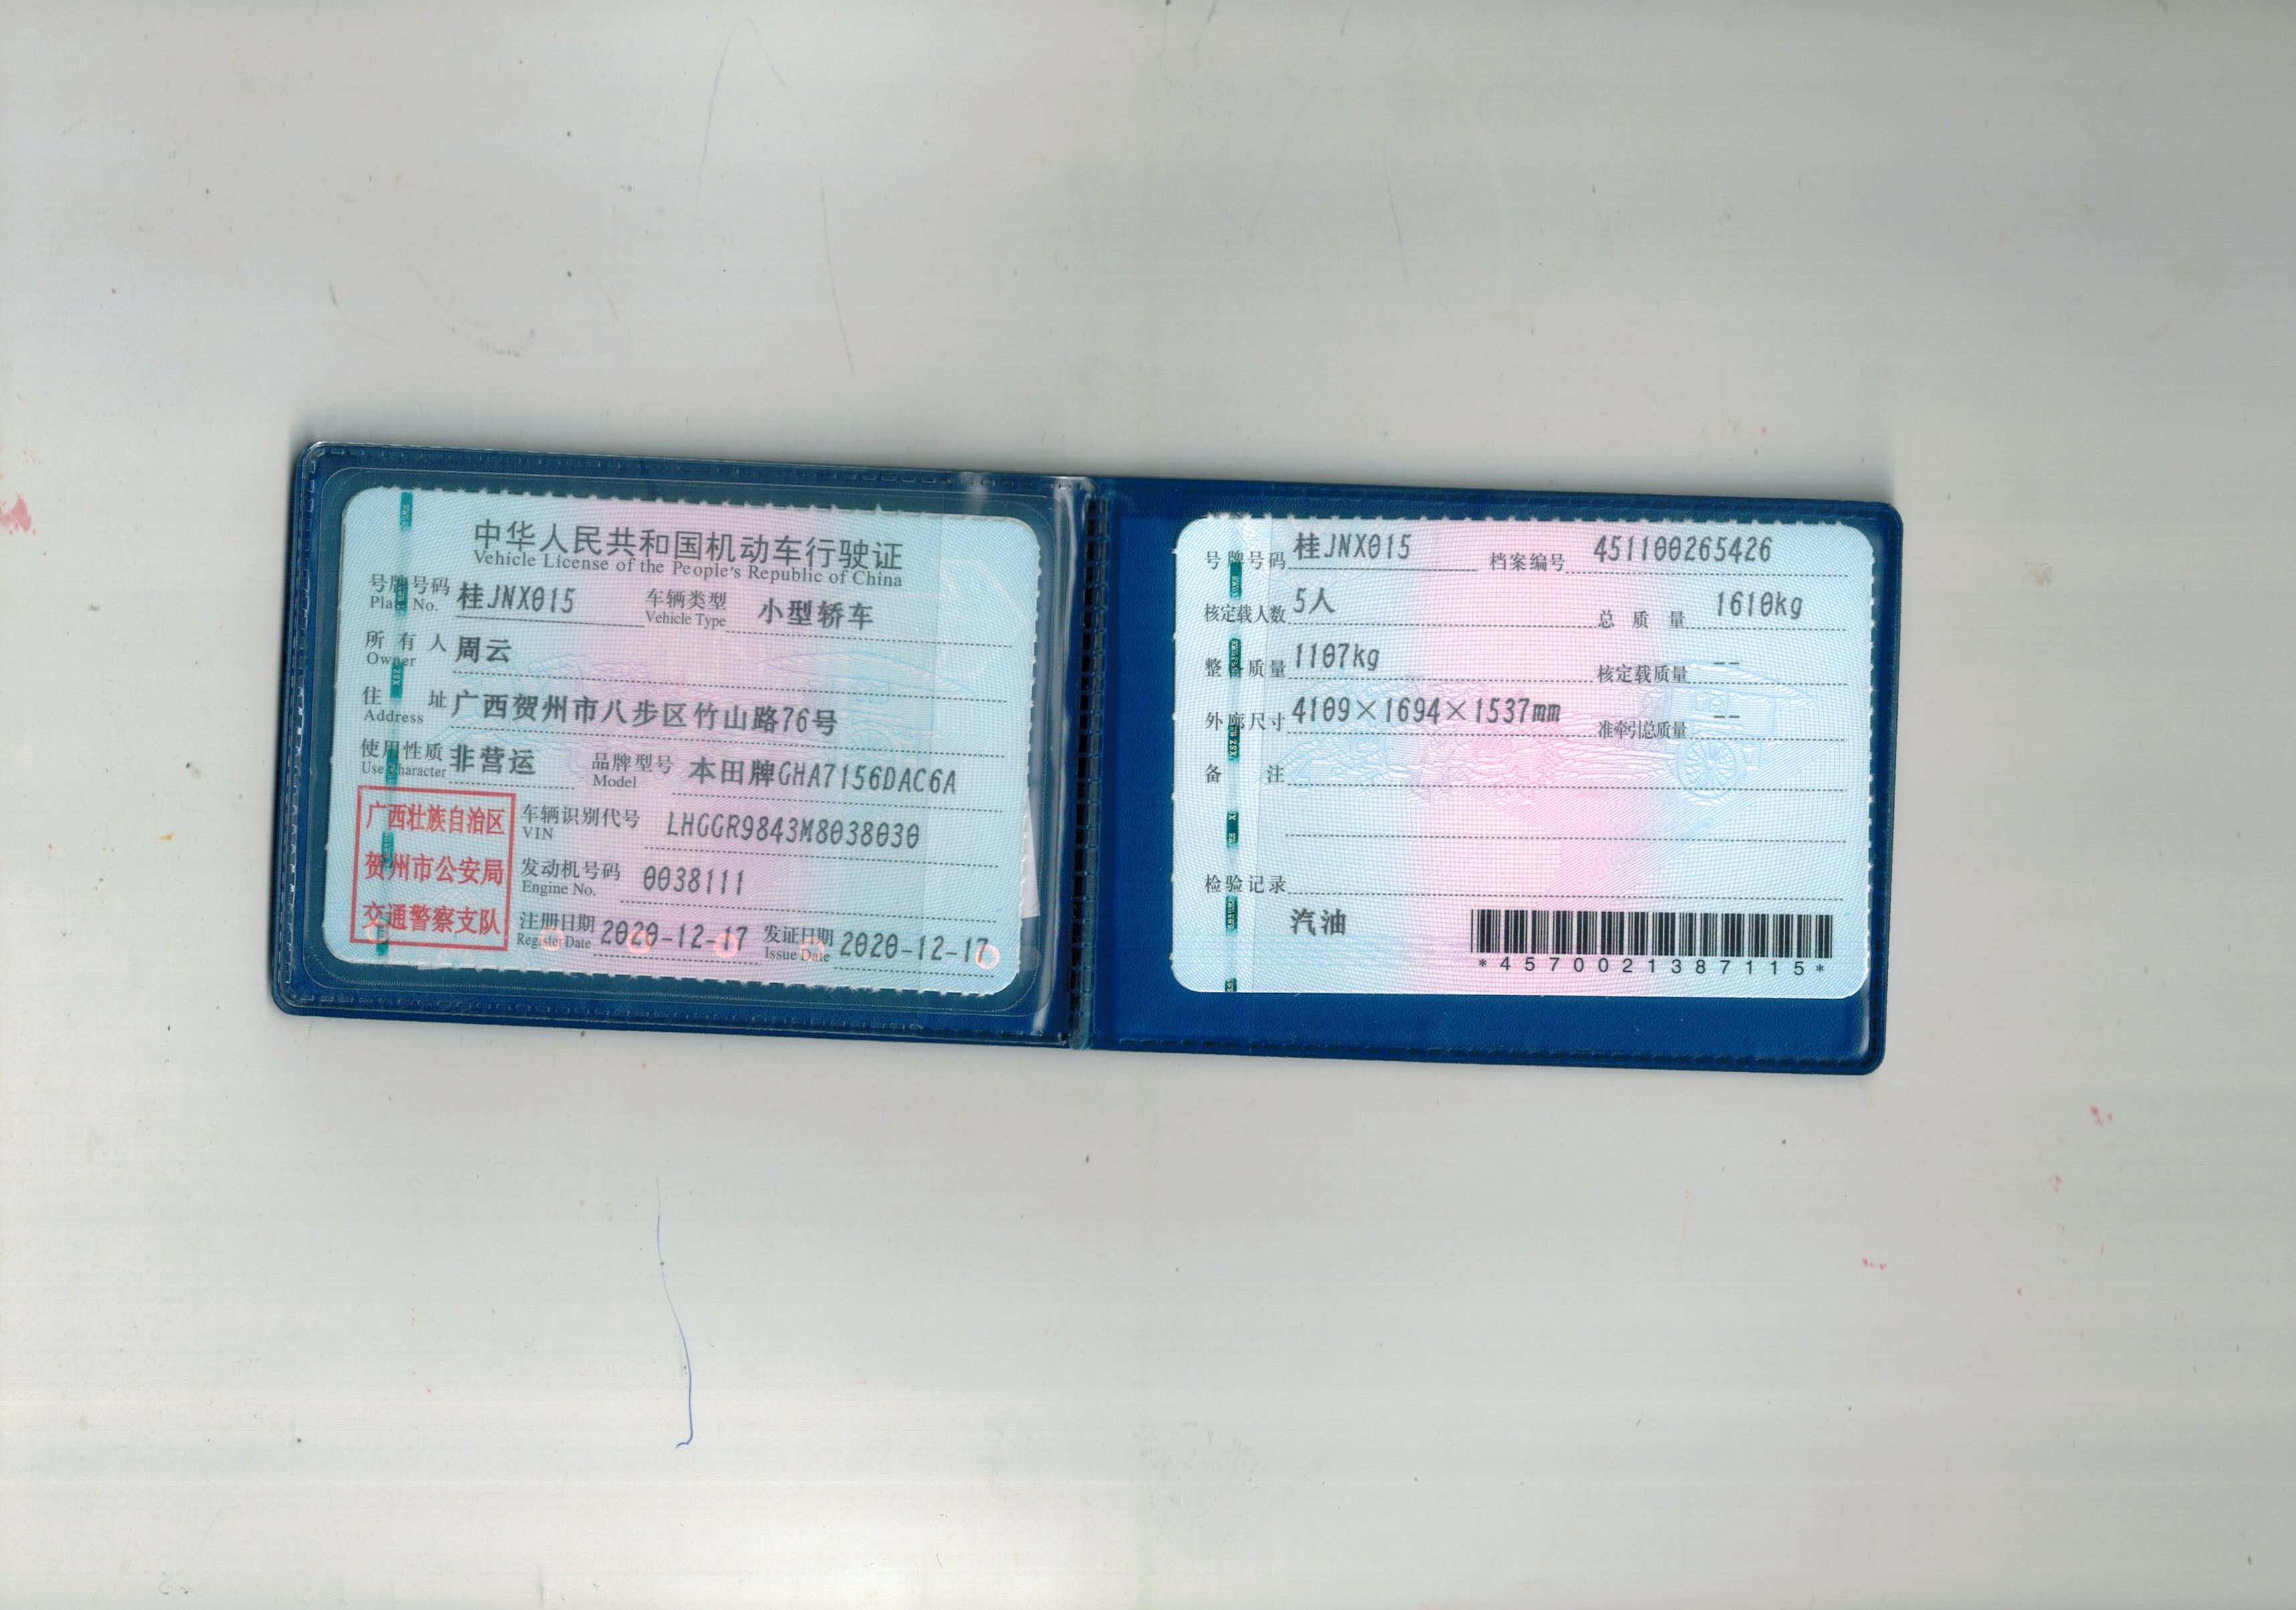 中华人民共和国机动车行驶证
Vehicle License of the People's Republic of China
号牌号码 桂JNX015 车辆类型 小型轿车
Plate No. Vehicle Type
所有人 周云
Owner
住址 广西贺州市八步区竹山路76号
Address
使用性质 非营运 品牌型号 本田牌GHA7156DAC6A
Use Character Model
广西壮族自治区
贺州市公安局
交通警察支队
车辆识别代号 LHGGR9843M8038030
VIN
发动机号码 0038111
Engine No.
注册日期 2020-12-17 发证日期 2020-12-17
Register Date Issue Date
号牌号码 桂JNX015 档案编号 451100265426
核定载人数 5人 总质量 1610kg
整备质量 1107kg 核定载质量 --
外廓尺寸 4109×1694×1537mm 准牵引总质量 --
备注
检验记录
汽油
*4570021387115*